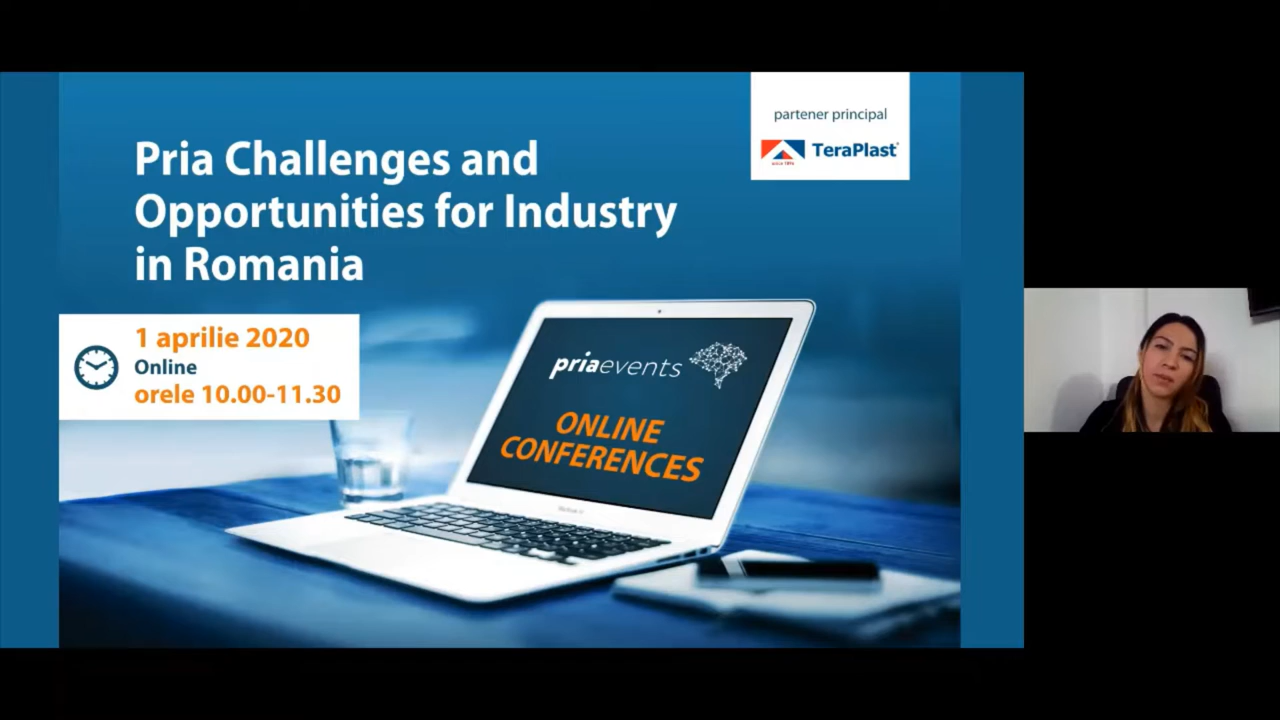 partener principal
TeraPlast
Pria Challenges and
Opportunities for Industry
in Romania
1 aprilie 2020
Online
orele 10.00-11.30
priaevents
ONLINE
CONFERENCES